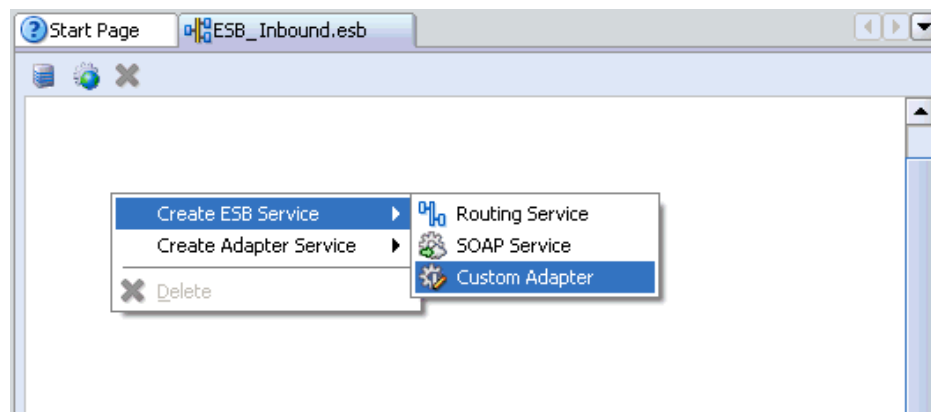 Start Page
ESB_Inbound.esb
Create ESB Service
Create Adapter Service
Delete
Routing Service
SOAP Service
Custom Adapter